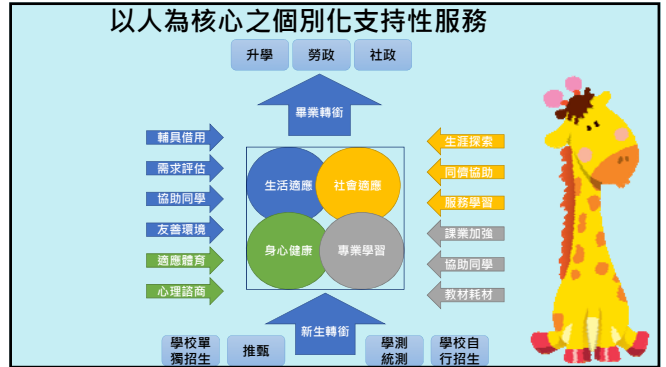 以人為核心之個別化支持性服務
升學
勞政
社政
畢業轉銜
輔具借用
需求評估
協助同學
友善環境
適應體育
心理諮商
生活適應
社會適應
身心健康
專業學習
生涯探索
同儕協助
服務學習
課業加強
協助同學
教材耗材
新生轉銜
學校單
獨招生
推甄
學測
統測
學校自
行招生